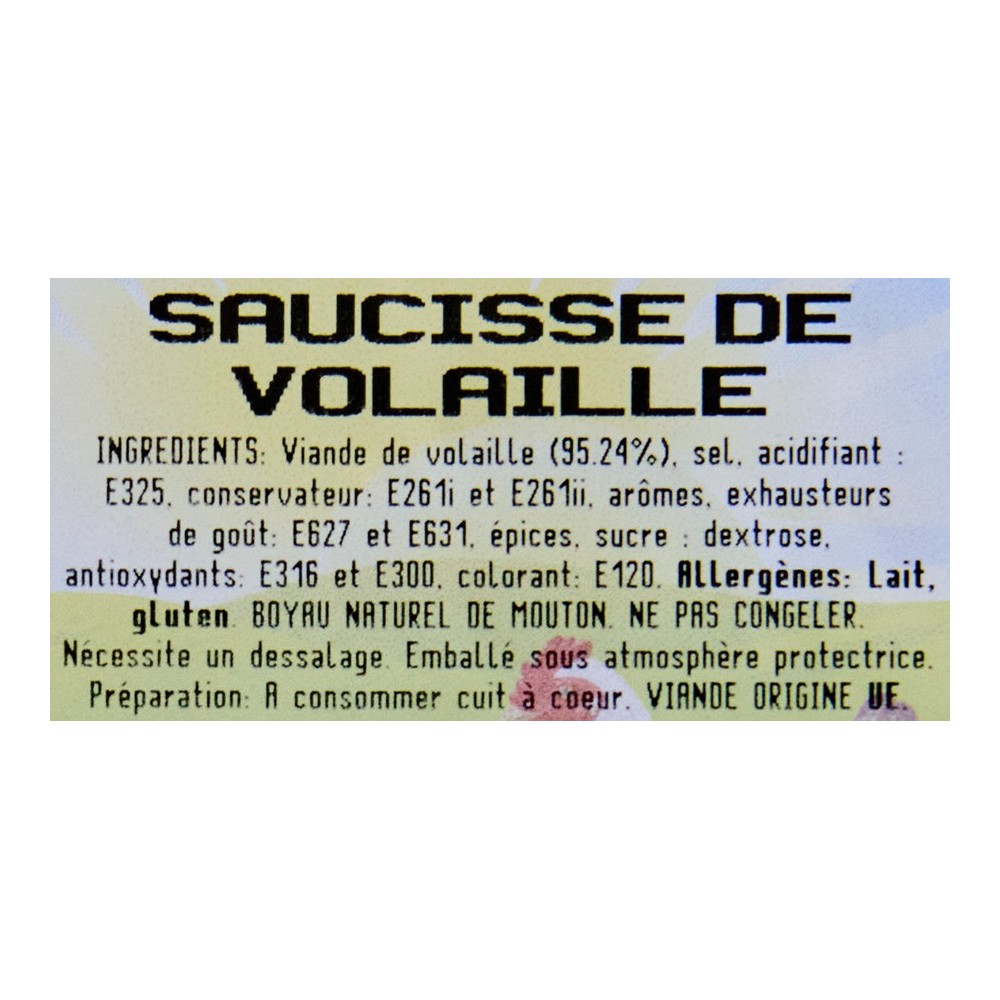 SAUCISSE DE
VOLAILLE
INGREDIENTS: Viande de volaille (95.24%), sel, acidifiant :
E325, conservateur: E261i et E261ii, arômes, exhausteurs
de goût: E627 et E631, épices, sucre : dextrose,
antioxydants: E316 et E300, colorant: E120. Allergènes: Lait,
gluten. BOYAU NATUREL DE MOUTON. NE PAS CONGELER.
Nécessite un dessalage. Emballé sous atmosphère protectrice.
Préparation: A consommer cuit à coeur. VIANDE ORIGINE UE.